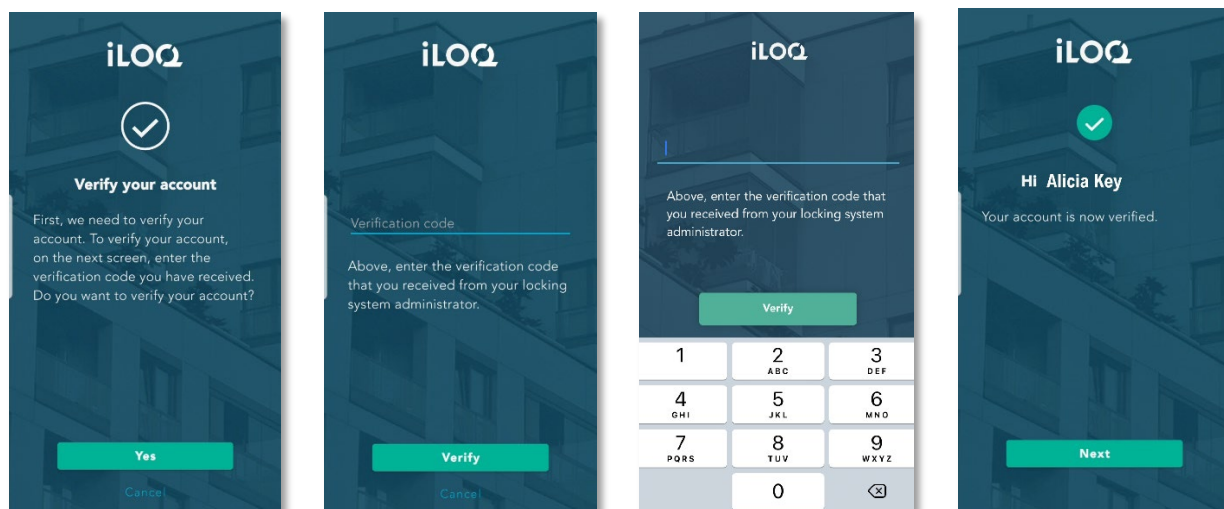 iLOQ
Verify your account
First, we need to verify your
account. To verify your account,
on the next screen, enter the
verification code you have received.
Do you want to verify your account?
Yes
Cancel
iLOQ
Verification code
Above, enter the verification code
that you received from your locking
system administrator.
Verify
Cancel
iLOQ
Above, enter the verification code that
you received from your locking system
administrator.
Verify
1
2
ABC
3
DEF
4
GHI
5
JKL
6
MNO
7
PQRS
8
TUV
9
WXYZ
0
iLOQ
Hi Alicia Key
Your account is now verified.
Next